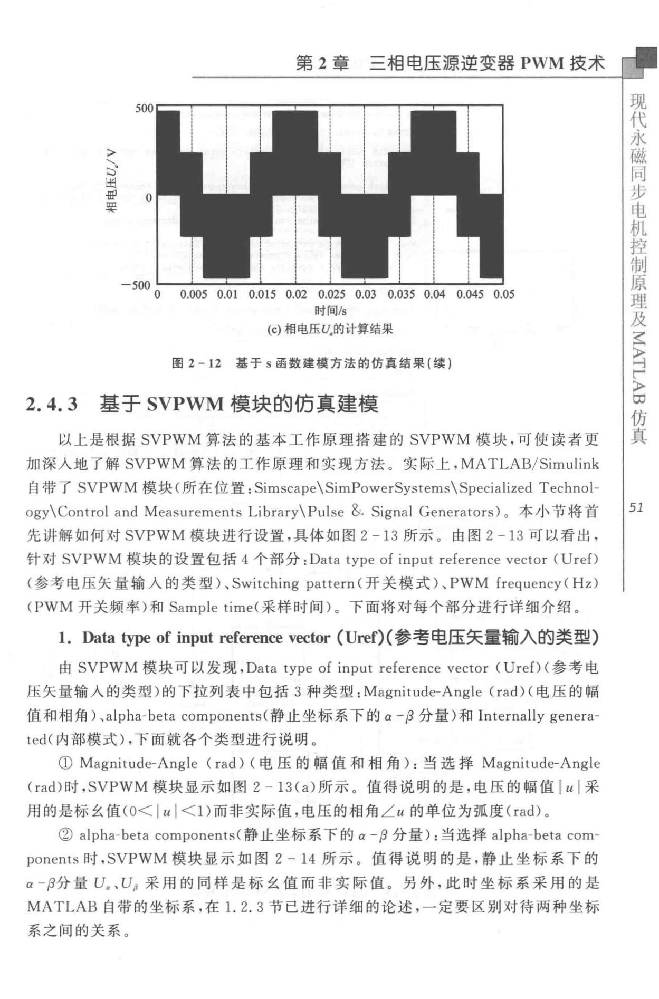 第 2 章 三相电压源逆变器 PWM 技术
500
0
-500
相电压Ua/V
0 0.005 0.01 0.015 0.02 0.025 0.03 0.035 0.04 0.045 0.05
时间/s
(c) 相电压Ua的计算结果
图 2-12 基于 s 函数建模方法的仿真结果(续)
2.4.3 基于 SVPWM 模块的仿真建模
以上是根据 SVPWM 算法的基本工作原理搭建的 SVPWM 模块,可使读者更
加深入地了解 SVPWM 算法的工作原理和实现方法。实际上,MATLAB/Simulink
自带了 SVPWM 模块(所在位置:Simscape\SimPowerSystems\Specialized Technol-
ogy\Control and Measurements Library\Pulse & Signal Generators)。本小节将首
先讲解如何对 SVPWM 模块进行设置,具体如图 2-13 所示。由图 2-13 可以看出,
针对 SVPWM 模块的设置包括 4 个部分:Data type of input reference vector (Uref)
(参考电压矢量输入的类型)、Switching pattern(开关模式)、PWM frequency(Hz)
(PWM 开关频率)和 Sample time(采样时间)。下面将对每个部分进行详细介绍。
1. Data type of input reference vector (Uref)(参考电压矢量输入的类型)
由 SVPWM 模块可以发现,Data type of input reference vector (Uref)(参考电
压矢量输入的类型)的下拉列表中包括 3 种类型:Magnitude-Angle (rad)(电压的幅
值和相角)、alpha-beta components(静止坐标系下的 α-β 分量)和 Internally genera-
ted(内部模式),下面就各个类型进行说明。
① Magnitude-Angle (rad)(电压的幅值和相角):当选择 Magnitude-Angle
(rad)时,SVPWM 模块显示如图 2-13(a)所示。值得说明的是,电压的幅值|u|采
用的是标幺值(0<|u|<1)而非实际值,电压的相角∠u 的单位为弧度(rad)。
② alpha-beta components(静止坐标系下的 α-β 分量):当选择 alpha-beta com-
ponents 时,SVPWM 模块显示如图 2-14 所示。值得说明的是,静止坐标系下的
α-β分量 Uα、Uβ 采用的同样是标幺值而非实际值。另外,此时坐标系采用的是
MATLAB 自带的坐标系,在 1.2.3 节已进行详细的论述,一定要区别对待两种坐标
系之间的关系。
现代永磁同步电机控制原理及MATLAB仿真
51